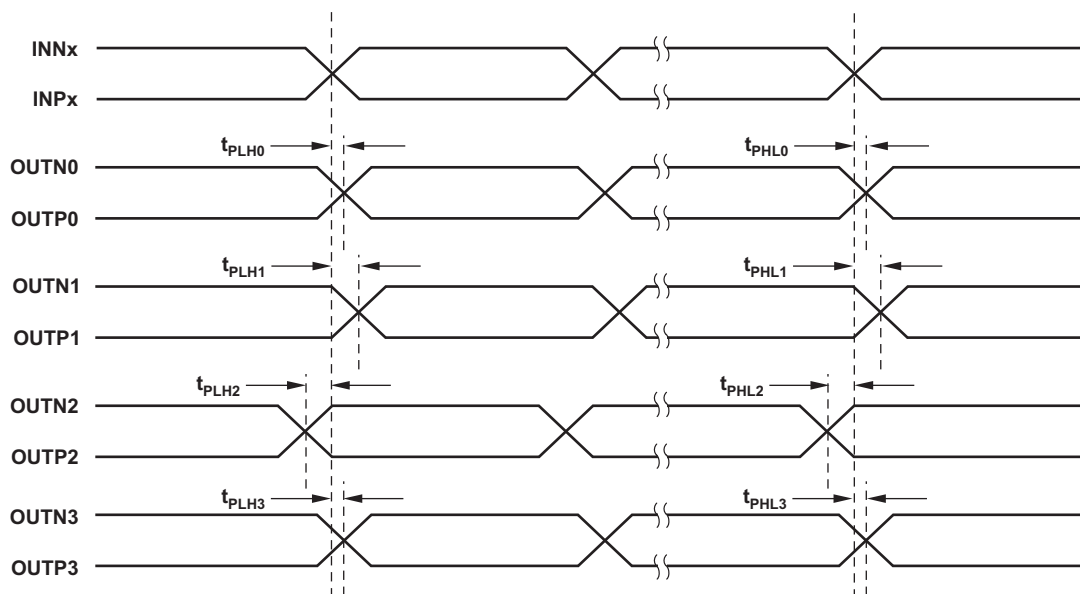 INNx
INPx
tPLH0 tPHL0
OUTN0
OUTP0
tPLH1 tPHL1
OUTN1
OUTP1
tPLH2 tPHL2
OUTN2
OUTP2
tPLH3 tPHL3
OUTN3
OUTP3